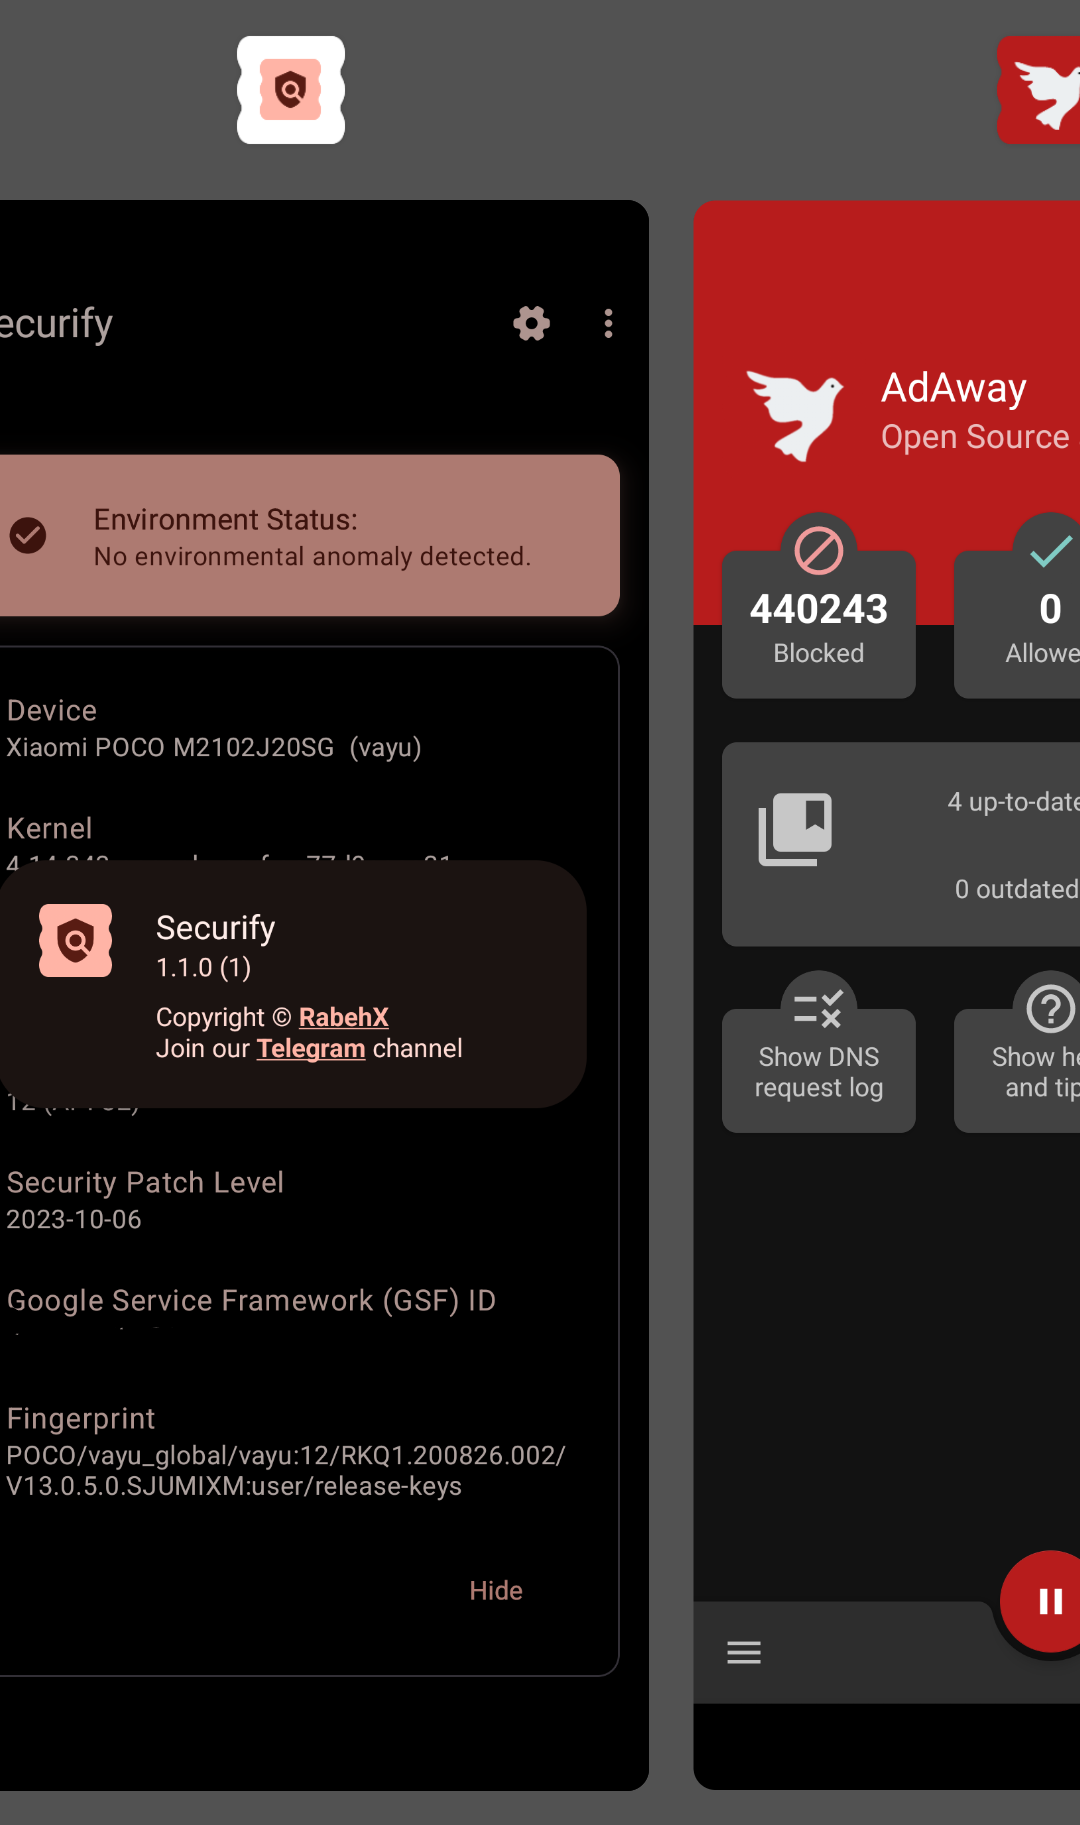 ecurify
Environment Status:
No environmental anomaly detected.
Device
Xiaomi POCO M2102J20SG (vayu)
Kernel
Securify
1.1.0 (1)
Copyright © RabehX
Join our Telegram channel
Security Patch Level
2023-10-06
Google Service Framework (GSF) ID
Fingerprint
POCO/vayu_global/vayu:12/RKQ1.200826.002/
V13.0.5.0.SJUMIXM:user/release-keys
Hide
AdAway
Open Source
440243
Blocked
0
Allowe
4 up-to-date
0 outdated
Show DNS
request log
Show he
and tip